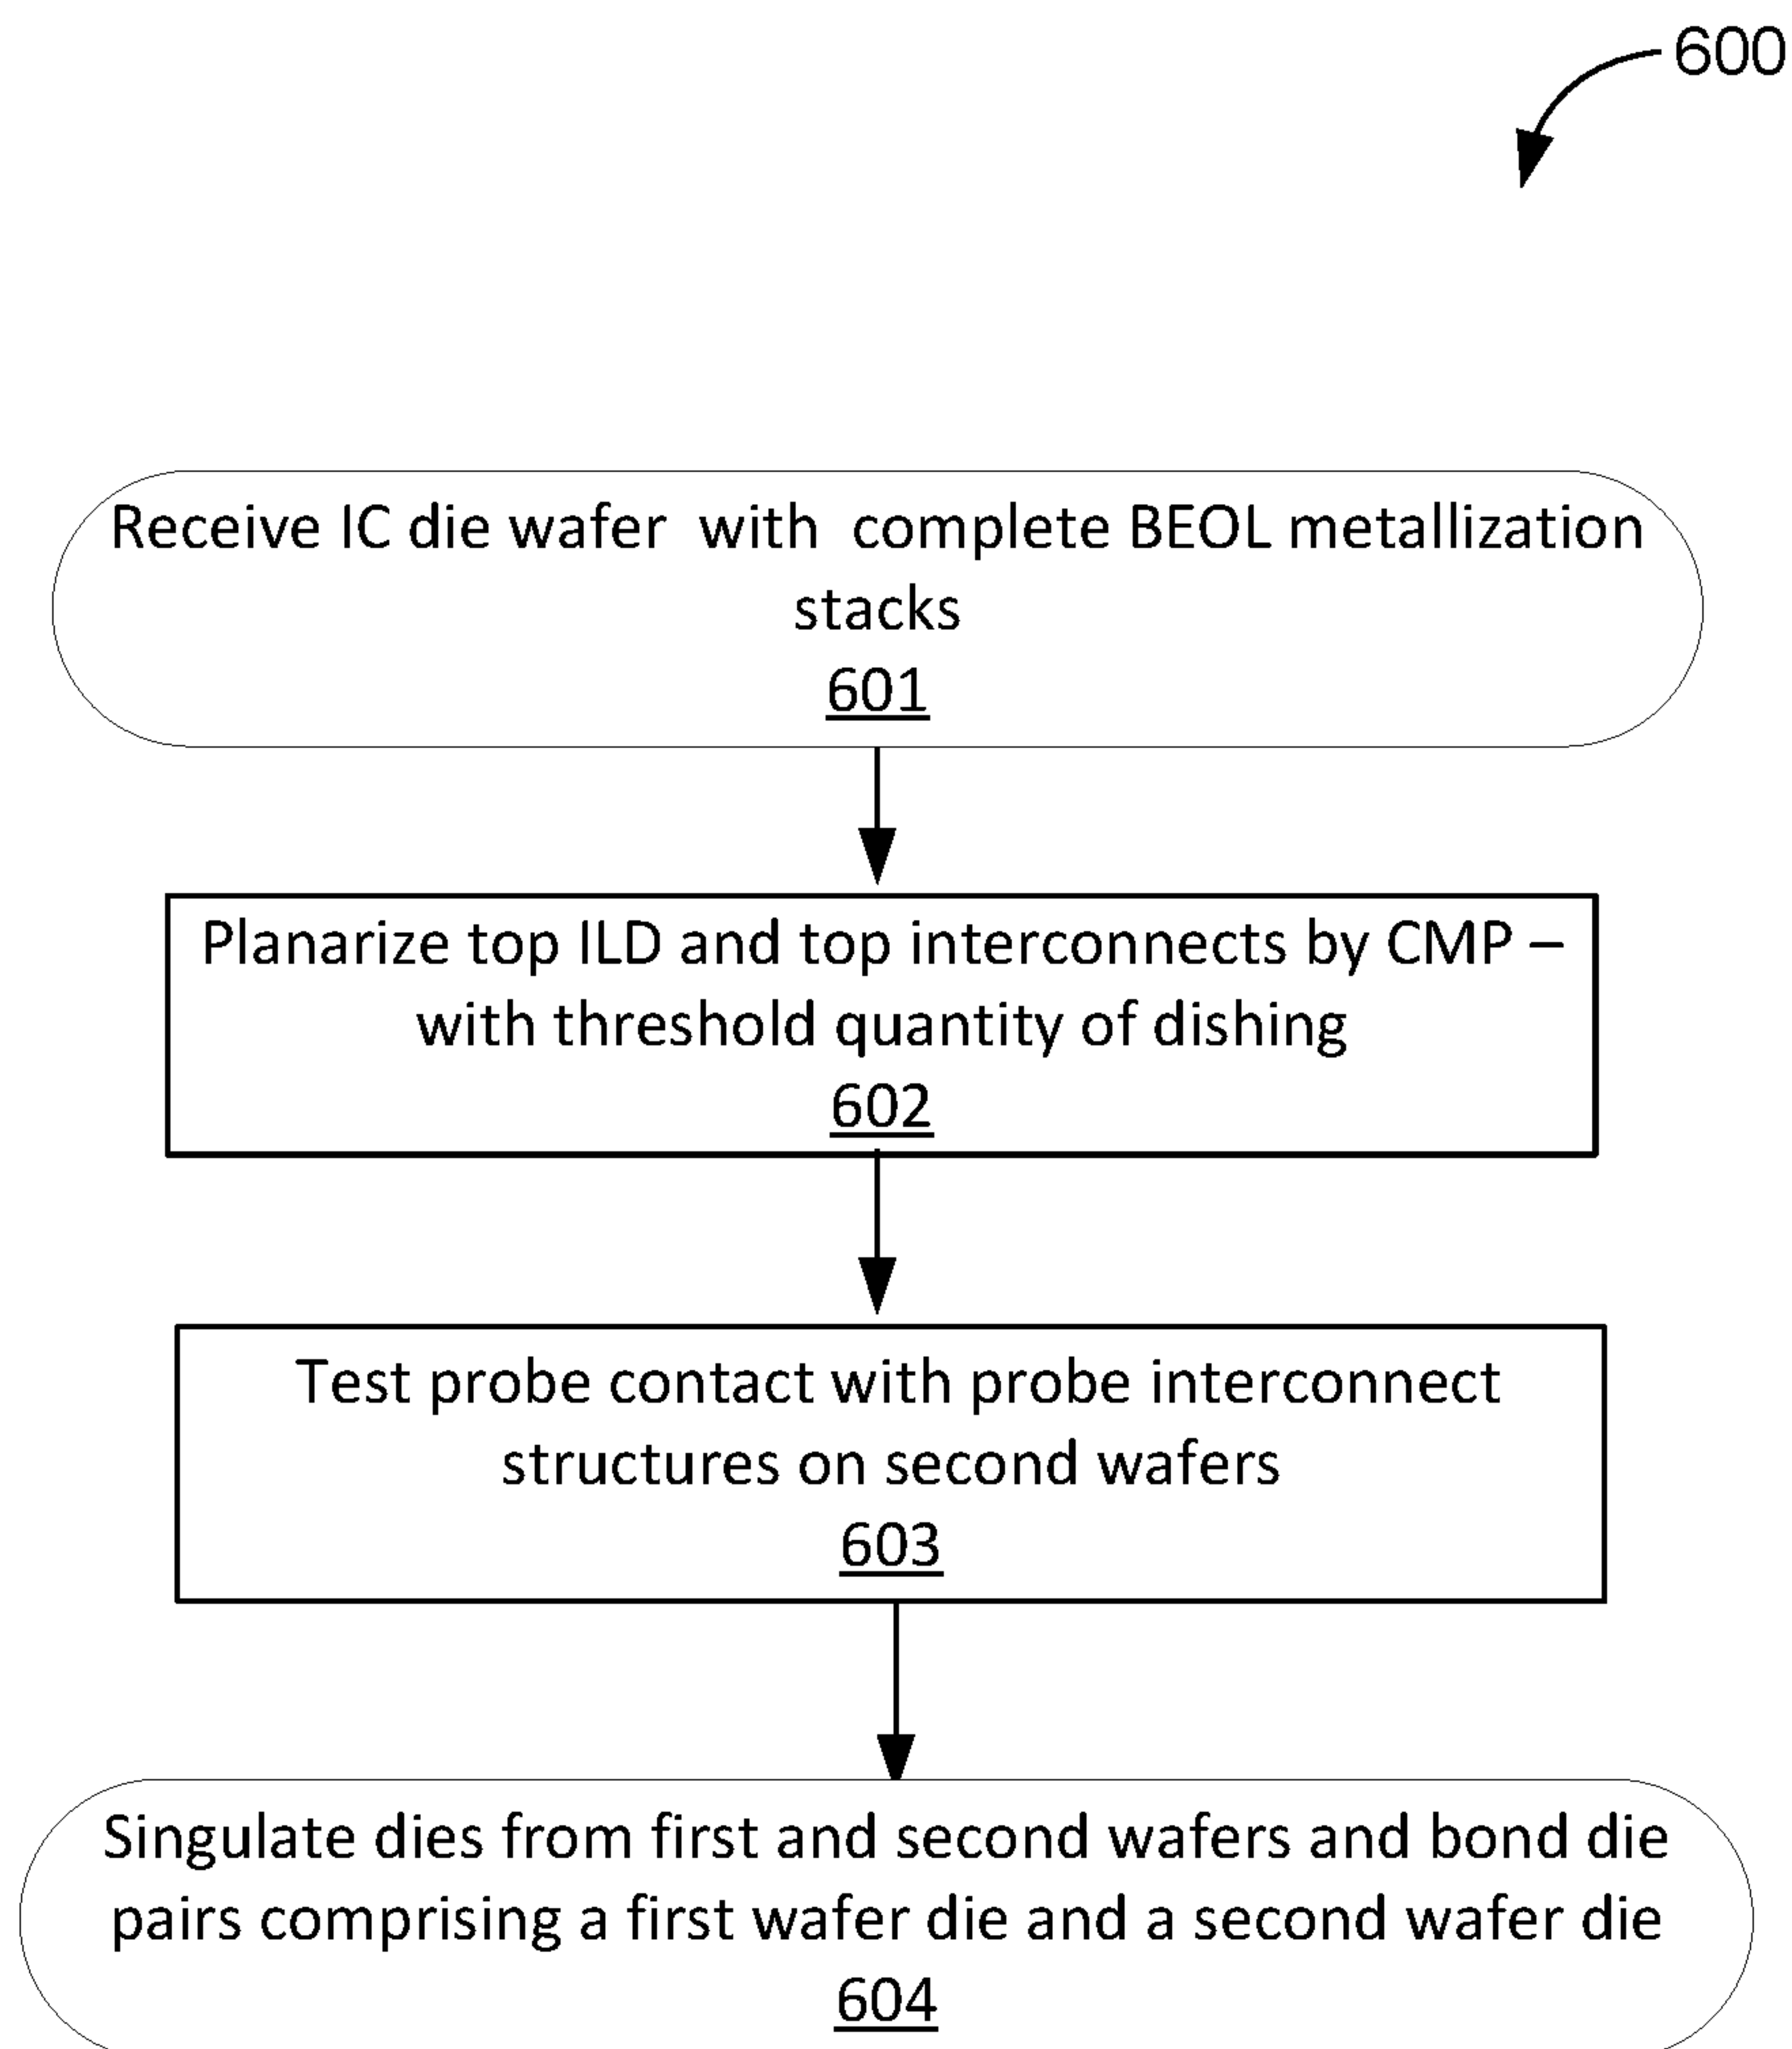 600
Receive IC die wafer with complete BEOL metallization
stacks
601
Planarize top ILD and top interconnects by CMP –
with threshold quantity of dishing
602
Test probe contact with probe interconnect
structures on second wafers
603
Singulate dies from first and second wafers and bond die
pairs comprising a first wafer die and a second wafer die
604